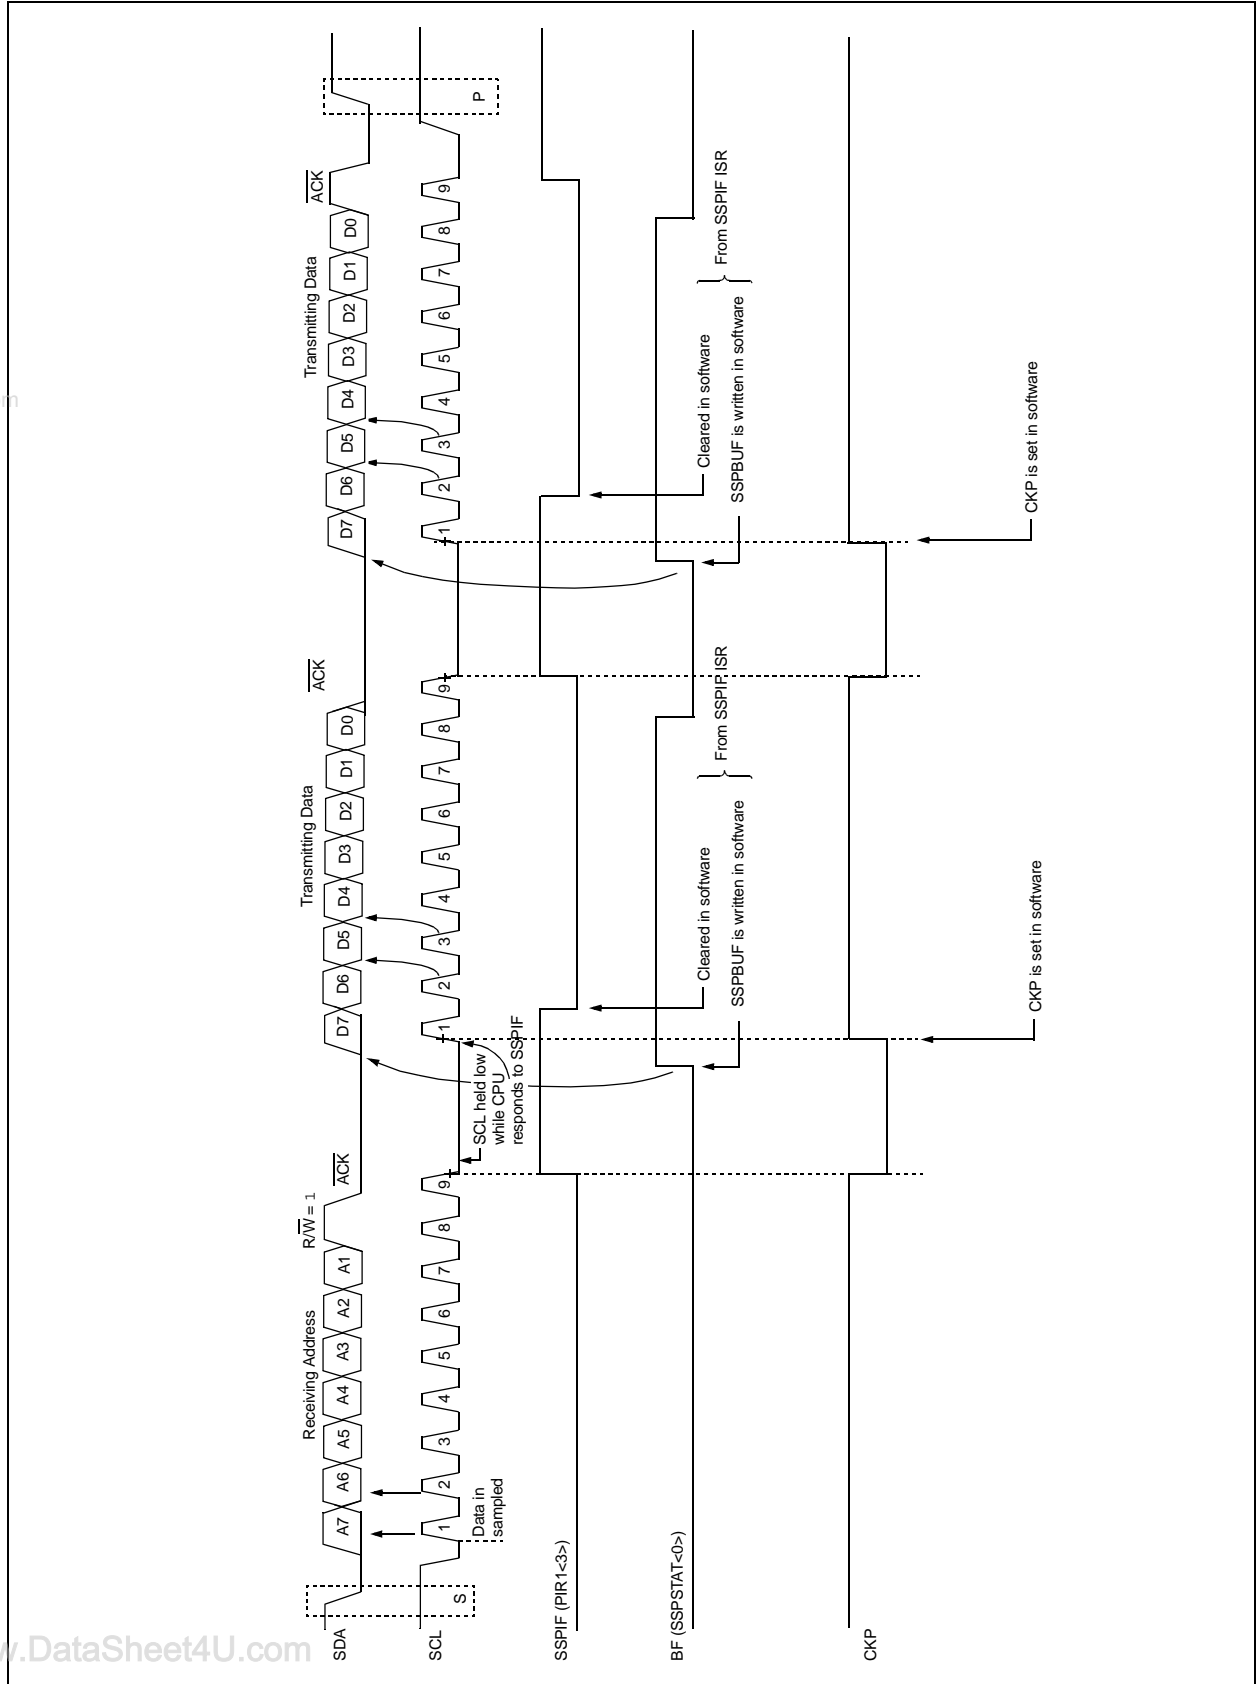 Receiving Address
R/W = 1
ACK
Transmitting Data
ACK
Transmitting Data
ACK
SDA
A7 A6 A5 A4 A3 A2 A1
D7 D6 D5 D4 D3 D2 D1 D0
D7 D6 D5 D4 D3 D2 D1 D0
SCL
S
1 2 3 4 5 6 7 8 9
1 2 3 4 5 6 7 8 9
1 2 3 4 5 6 7 8 9
P
Data in
sampled
SCL held low
while CPU
responds to SSPIF
SSPIF (PIR1<3>)
BF (SSPSTAT<0>)
Cleared in software
From SSPIF ISR
SSPBUF is written in software
Cleared in software
From SSPIF ISR
SSPBUF is written in software
CKP
CKP is set in software
CKP is set in software
w.DataSheet4U.com
m